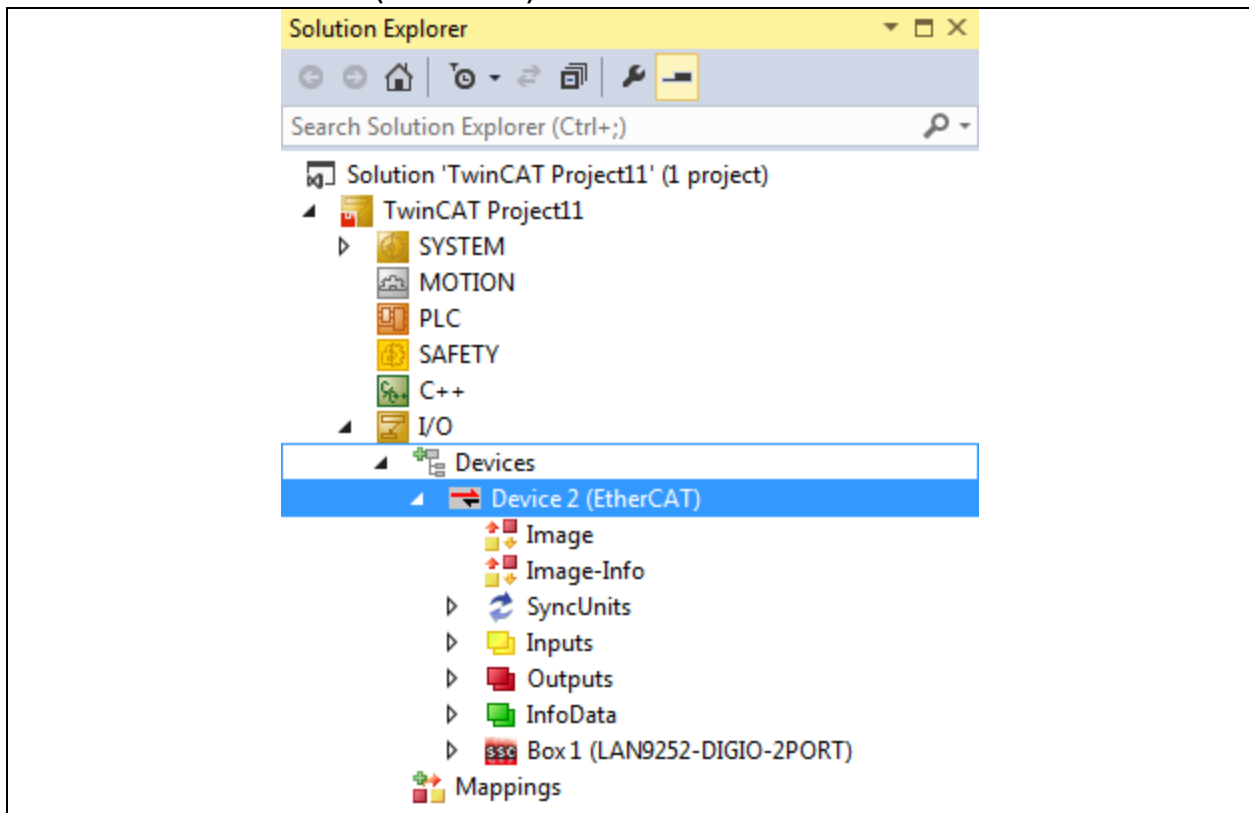 Solution Explorer
Search Solution Explorer (Ctrl+;)
Solution 'TwinCAT Project11' (1 project)
TwinCAT Project11
SYSTEM
MOTION
PLC
SAFETY
C++
I/O
Devices
Device 2 (EtherCAT)
Image
Image-Info
SyncUnits
Inputs
Outputs
InfoData
Box 1 (LAN9252-DIGIO-2PORT)
Mappings